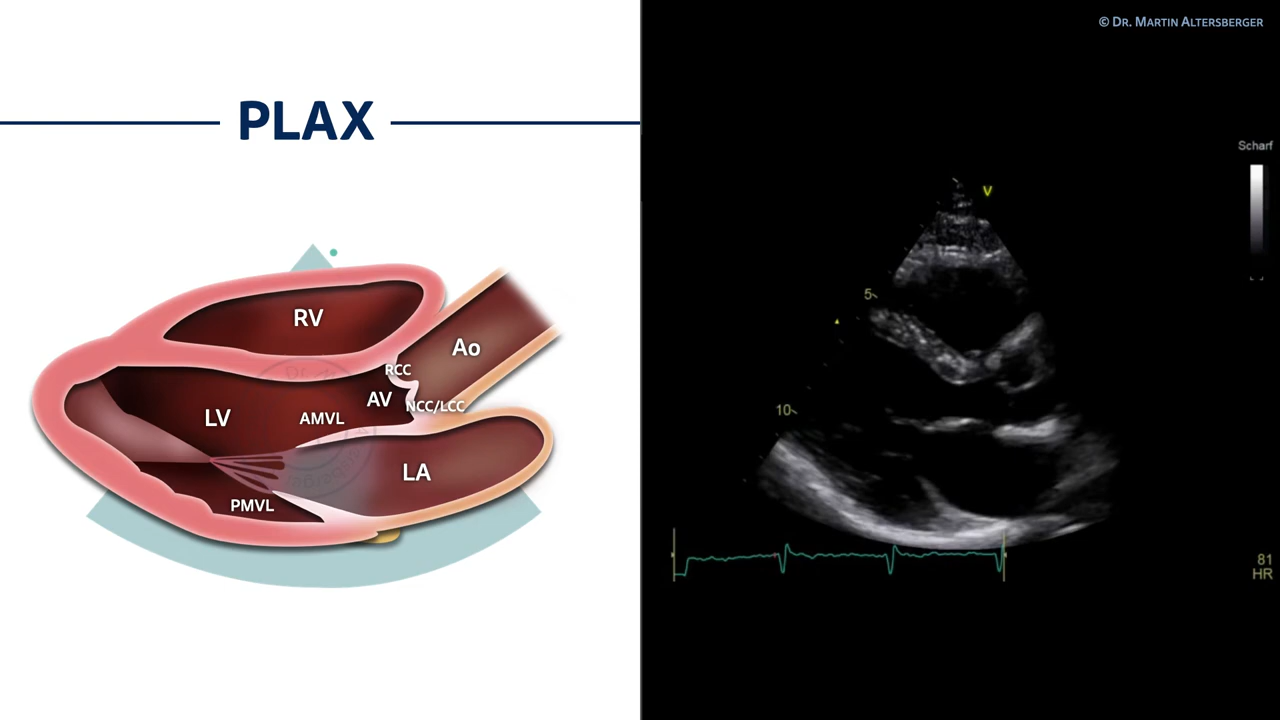 © DR. MARTIN ALTERSBERGER
PLAX
Scharf
V
RV
5
Ao
RCC
AV
NCC/LCC
LV
AMVL
10
LA
PMVL
81
HR